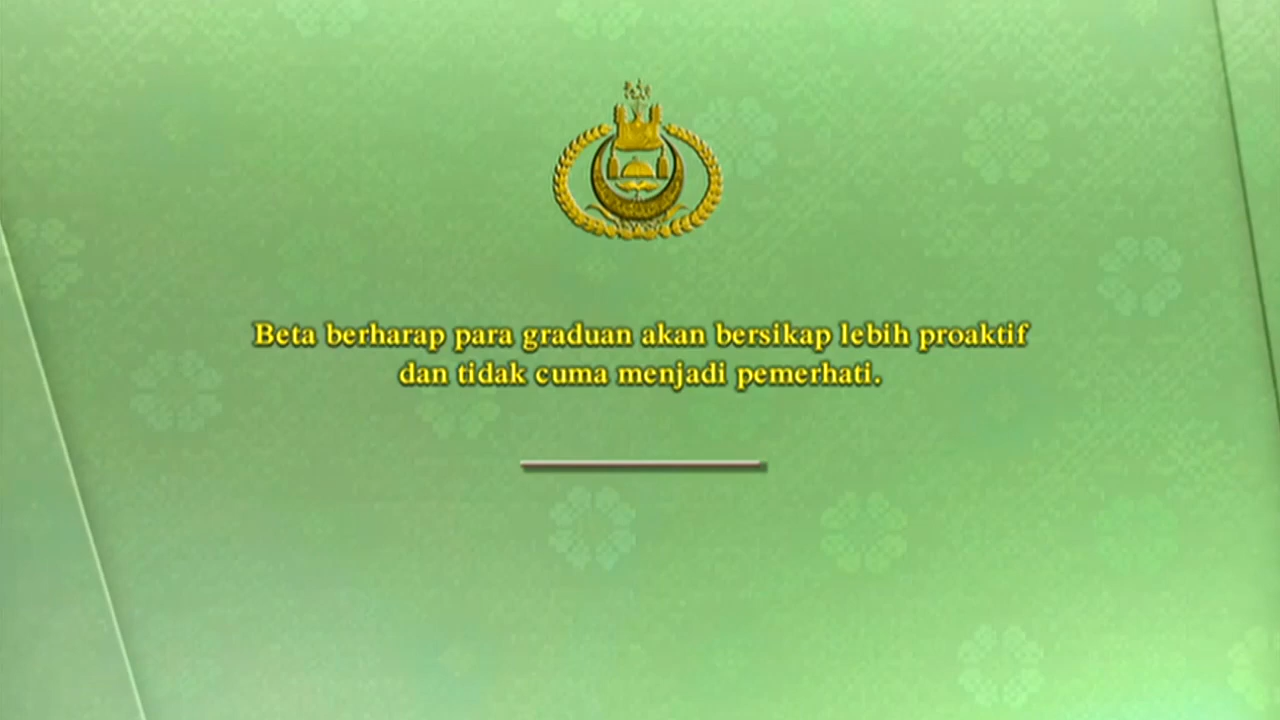 Beta berharap para graduan akan bersikap lebih proaktif
dan tidak cuma menjadi pemerhati.